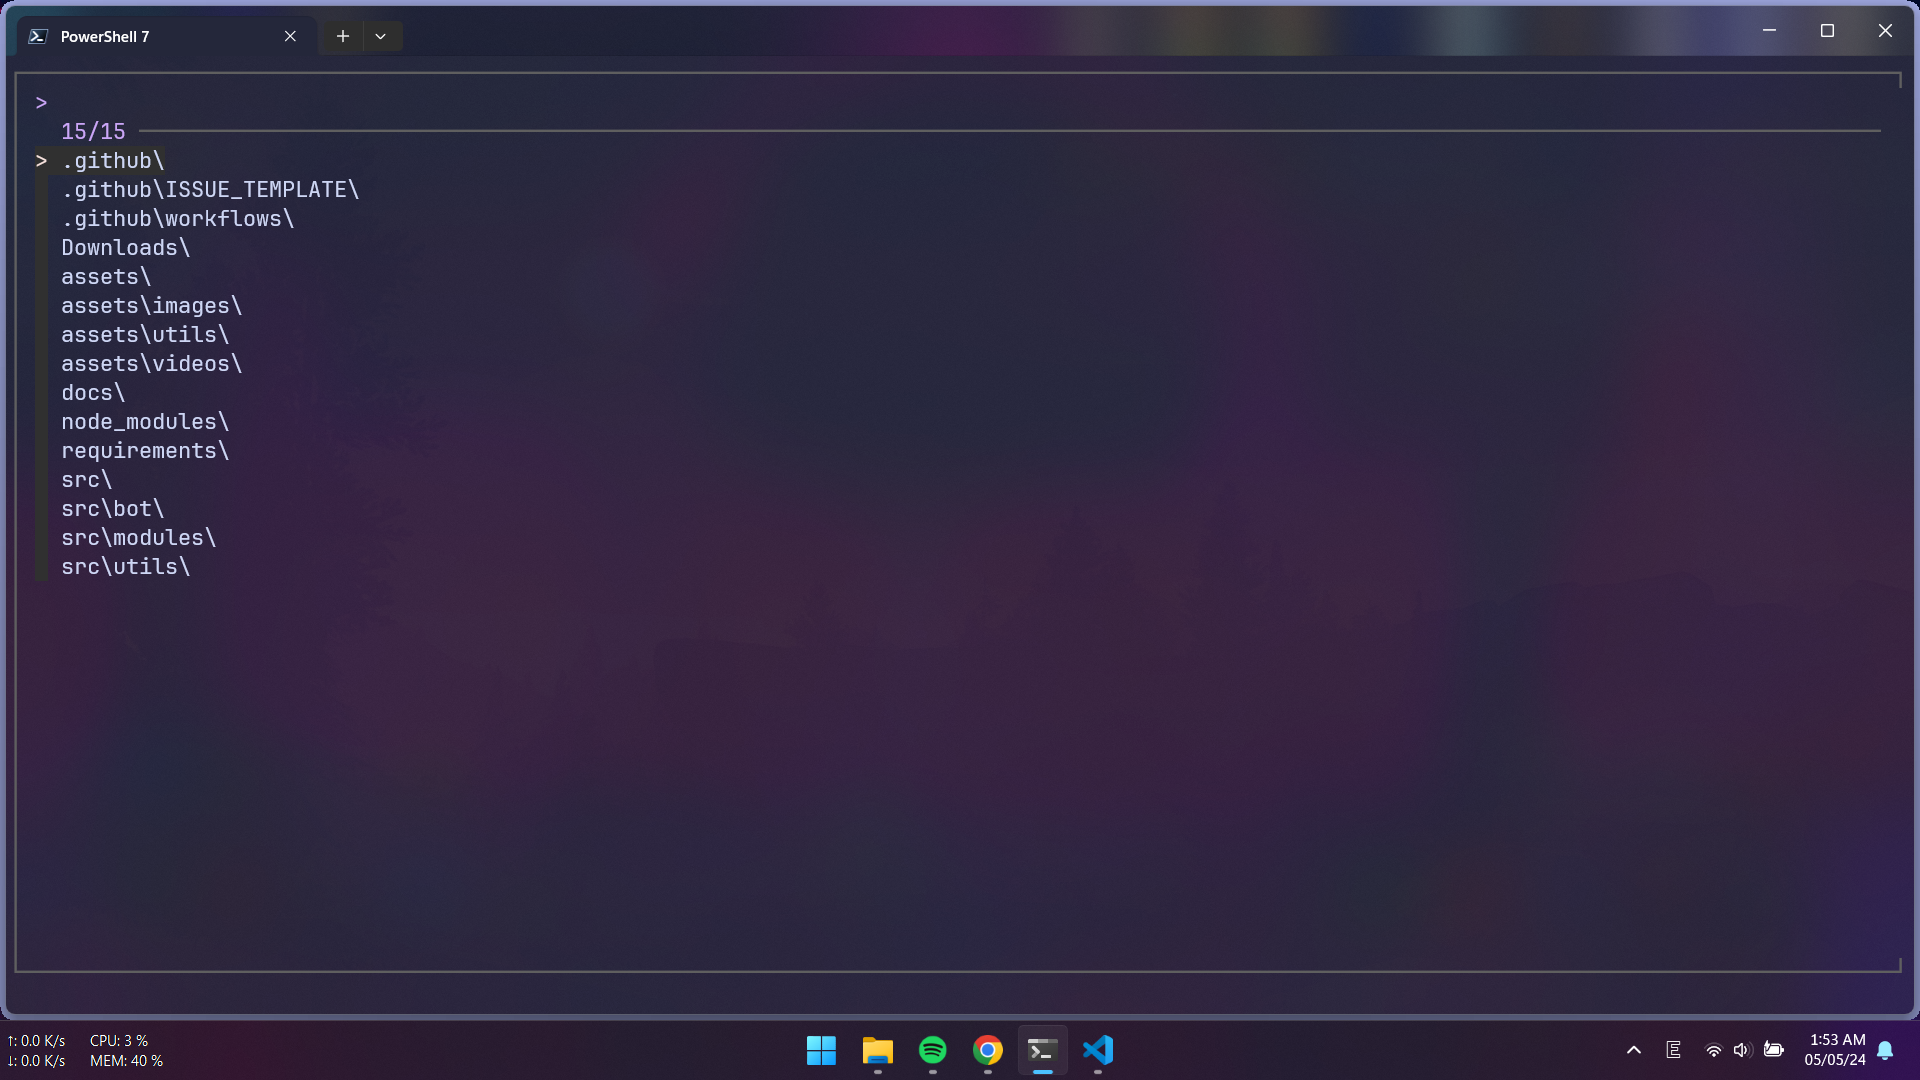 PowerShell 7
>
15/15
> .github\
.github\ISSUE_TEMPLATE\
.github\workflows\
Downloads\
assets\
assets\images\
assets\utils\
assets\videos\
docs\
node_modules\
requirements\
src\
src\bot\
src\modules\
src\utils\
↑: 0.0 K/s CPU: 3 %
↓: 0.0 K/s MEM: 40 %
E
1:53 AM
05/05/24